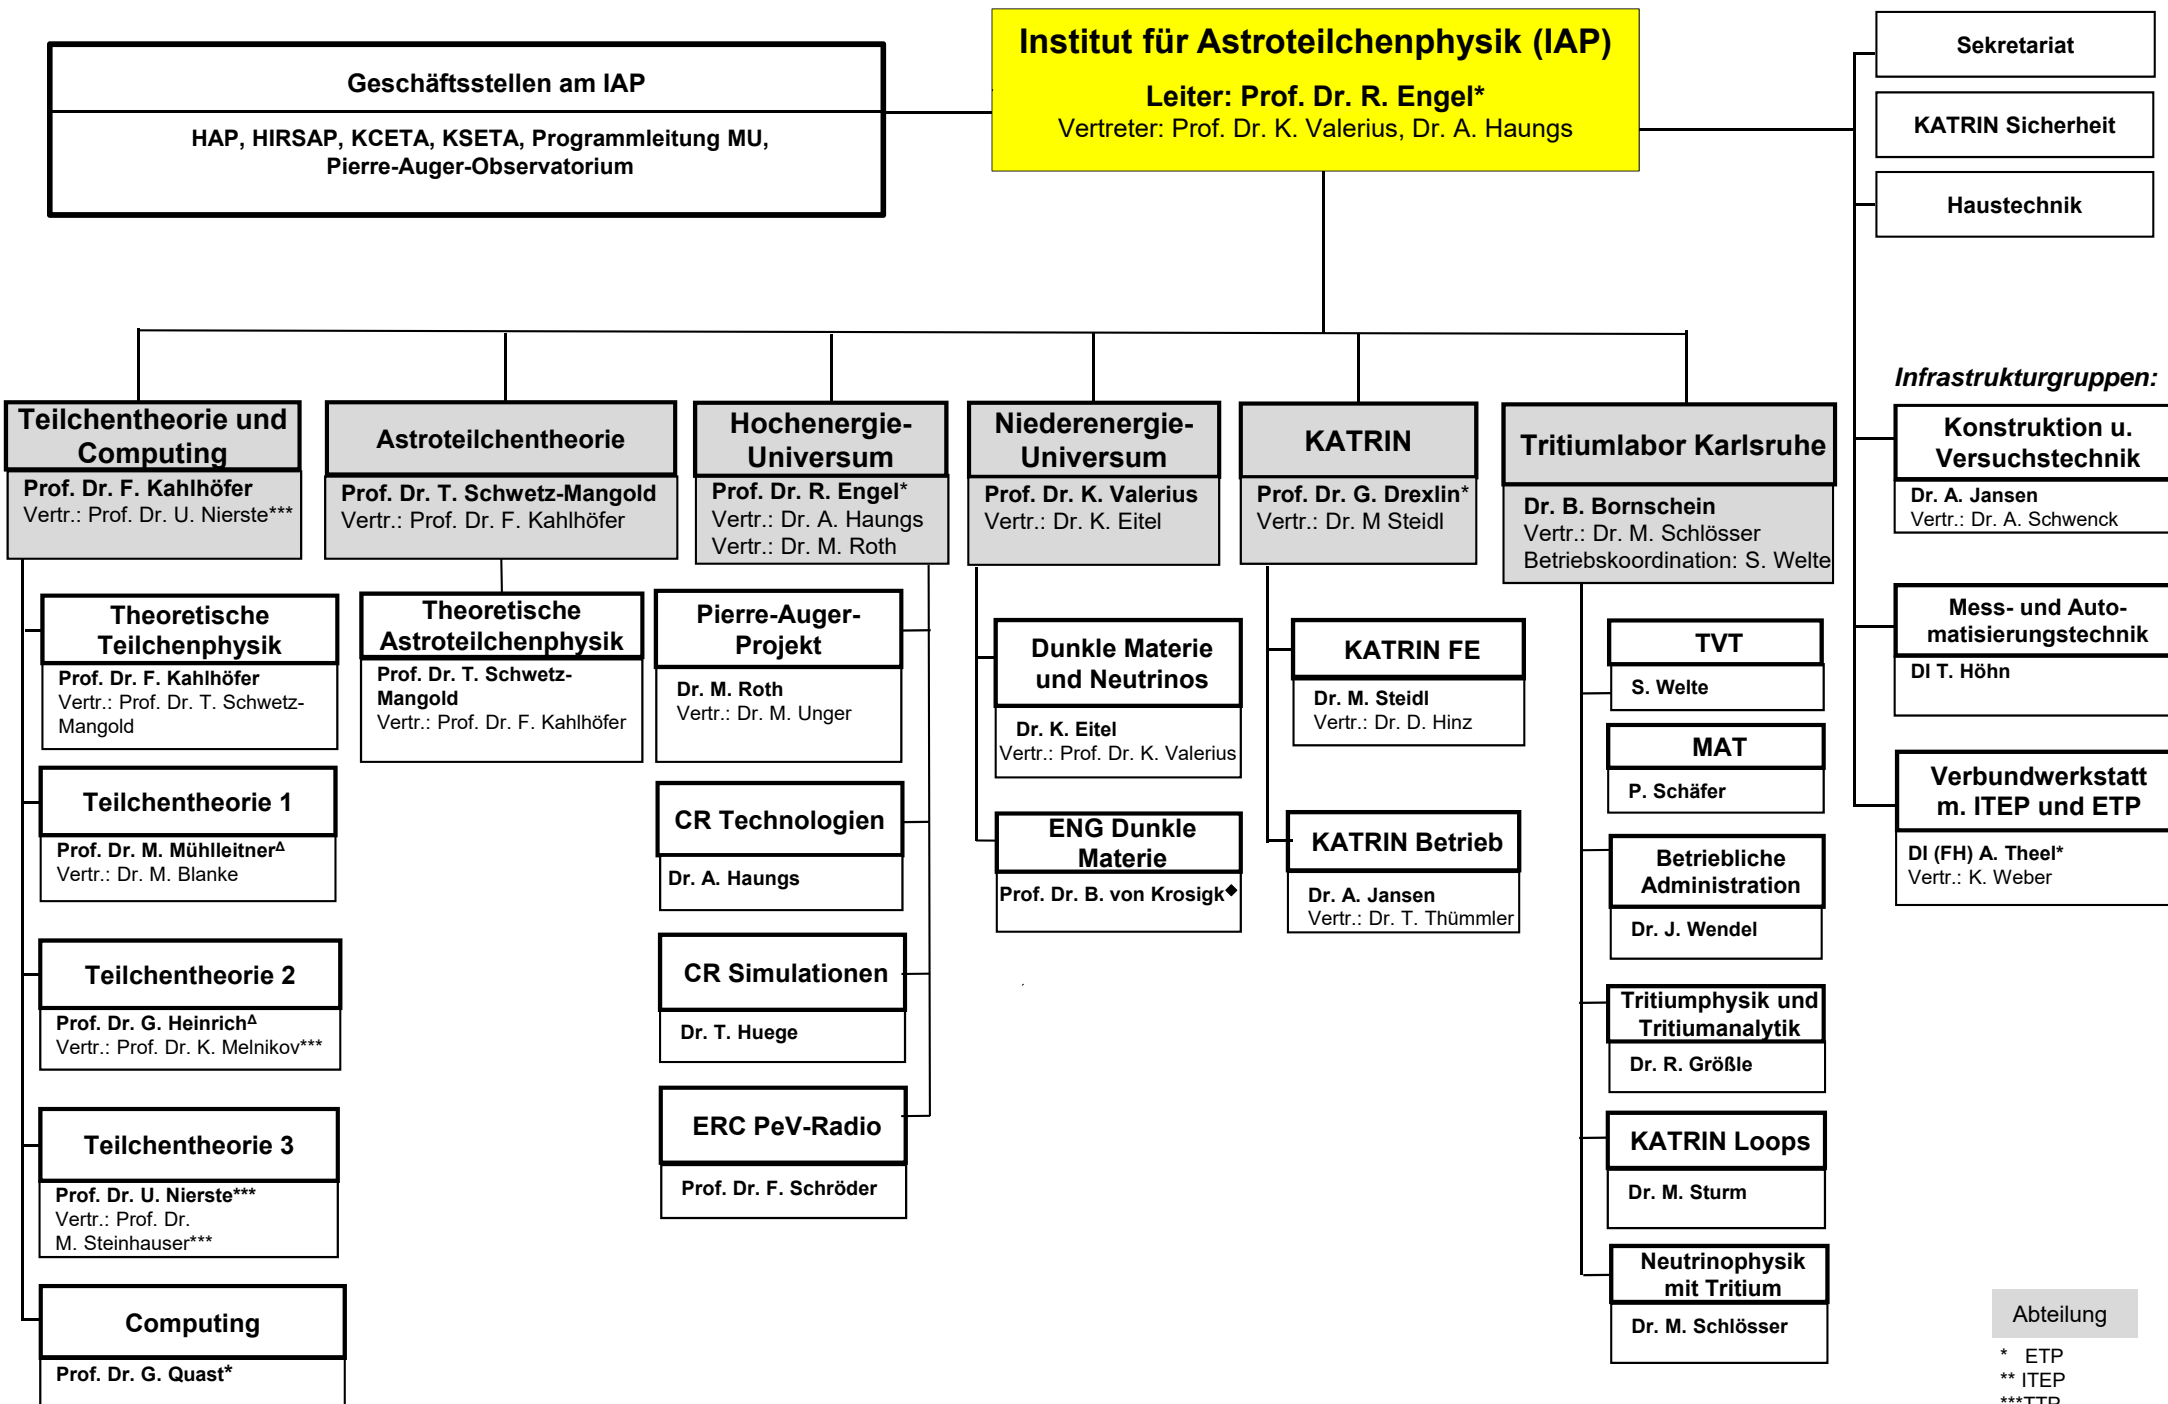 Institut für Astroteilchenphysik (IAP)
Leiter: Prof. Dr. R. Engel*
Vertreter: Prof. Dr. K. Valerius, Dr. A. Haungs
Geschäftsstellen am IAP
HAP, HIRSAP, KCETA, KSETA, Programmleitung MU,
Pierre-Auger-Observatorium
Sekretariat
KATRIN Sicherheit
Haustechnik
Teilchentheorie und
Computing
Prof. Dr. F. Kahlhöfer
Vertr.: Prof. Dr. U. Nierste***
Theoretische
Teilchenphysik
Prof. Dr. F. Kahlhöfer
Vertr.: Prof. Dr. T. Schwetz-
Mangold
Teilchentheorie 1
Prof. Dr. M. Mühlleitner∆
Vertr.: Dr. M. Blanke
Teilchentheorie 2
Prof. Dr. G. Heinrich∆
Vertr.: Prof. Dr. K. Melnikov***
Teilchentheorie 3
Prof. Dr. U. Nierste***
Vertr.: Prof. Dr.
M. Steinhauser***
Computing
Prof. Dr. G. Quast*
Astroteilchentheorie
Prof. Dr. T. Schwetz-Mangold
Vertr.: Prof. Dr. F. Kahlhöfer
Theoretische
Astroteilchenphysik
Prof. Dr. T. Schwetz-
Mangold
Vertr.: Prof. Dr. F. Kahlhöfer
Hochenergie-
Universum
Prof. Dr. R. Engel*
Vertr.: Dr. A. Haungs
Vertr.: Dr. M. Roth
Pierre-Auger-
Projekt
Dr. M. Roth
Vertr.: Dr. M. Unger
CR Technologien
Dr. A. Haungs
CR Simulationen
Dr. T. Huege
ERC PeV-Radio
Prof. Dr. F. Schröder
Niederenergie-
Universum
Prof. Dr. K. Valerius
Vertr.: Dr. K. Eitel
Dunkle Materie
und Neutrinos
Dr. K. Eitel
Vertr.: Prof. Dr. K. Valerius
ENG Dunkle
Materie
Prof. Dr. B. von Krosigk◆
KATRIN
Prof. Dr. G. Drexlin*
Vertr.: Dr. M Steidl
KATRIN FE
Dr. M. Steidl
Vertr.: Dr. D. Hinz
KATRIN Betrieb
Dr. A. Jansen
Vertr.: Dr. T. Thümmler
Tritiumlabor Karlsruhe
Dr. B. Bornschein
Vertr.: Dr. M. Schlösser
Betriebskoordination: S. Welte
TVT
S. Welte
MAT
P. Schäfer
Betriebliche
Administration
Dr. J. Wendel
Tritiumphysik und
Tritiumanalytik
Dr. R. Größle
KATRIN Loops
Dr. M. Sturm
Neutrinophysik
mit Tritium
Dr. M. Schlösser
Infrastrukturgruppen:
Konstruktion u.
Versuchstechnik
Dr. A. Jansen
Vertr.: Dr. A. Schwenck
Mess- und Auto-
matisierungstechnik
DI T. Höhn
Verbundwerkstatt
m. ITEP und ETP
DI (FH) A. Theel*
Vertr.: K. Weber
Abteilung
* ETP
** ITEP
***TTP